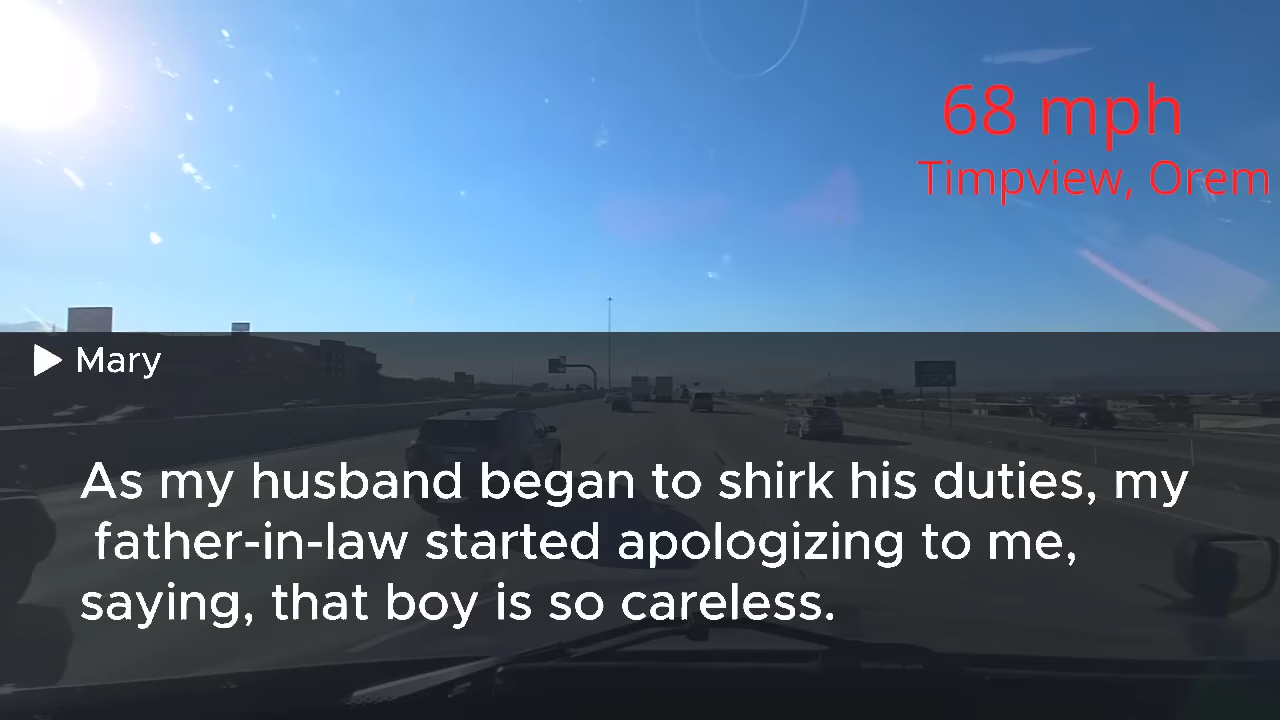 68 mph
Timpview, Orem
Mary
As my husband began to shirk his duties, my
father-in-law started apologizing to me,
saying, that boy is so careless.